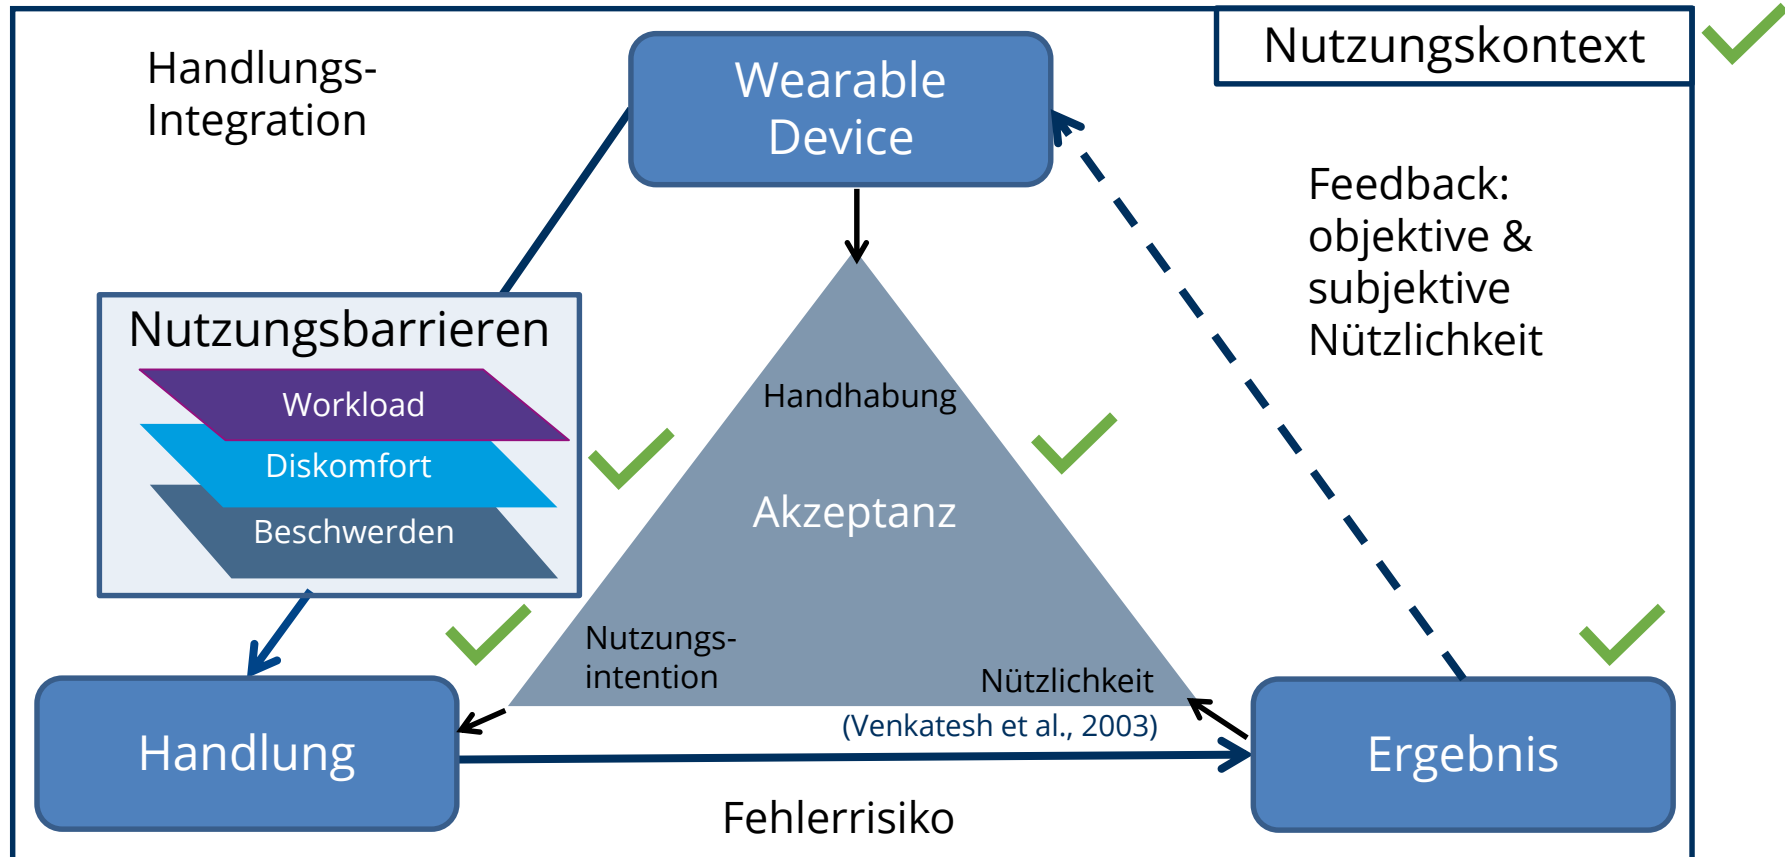 Nutzungskontext
Handlungs-
Integration
Wearable
Device
Feedback:
objektive &
subjektive
Nützlichkeit
Nutzungsbarrieren
Workload
Diskomfort
Beschwerden
Handhabung
Akzeptanz
Nutzungs-
intention
Nützlichkeit
(Venkatesh et al., 2003)
Handlung
Ergebnis
Fehlerrisiko